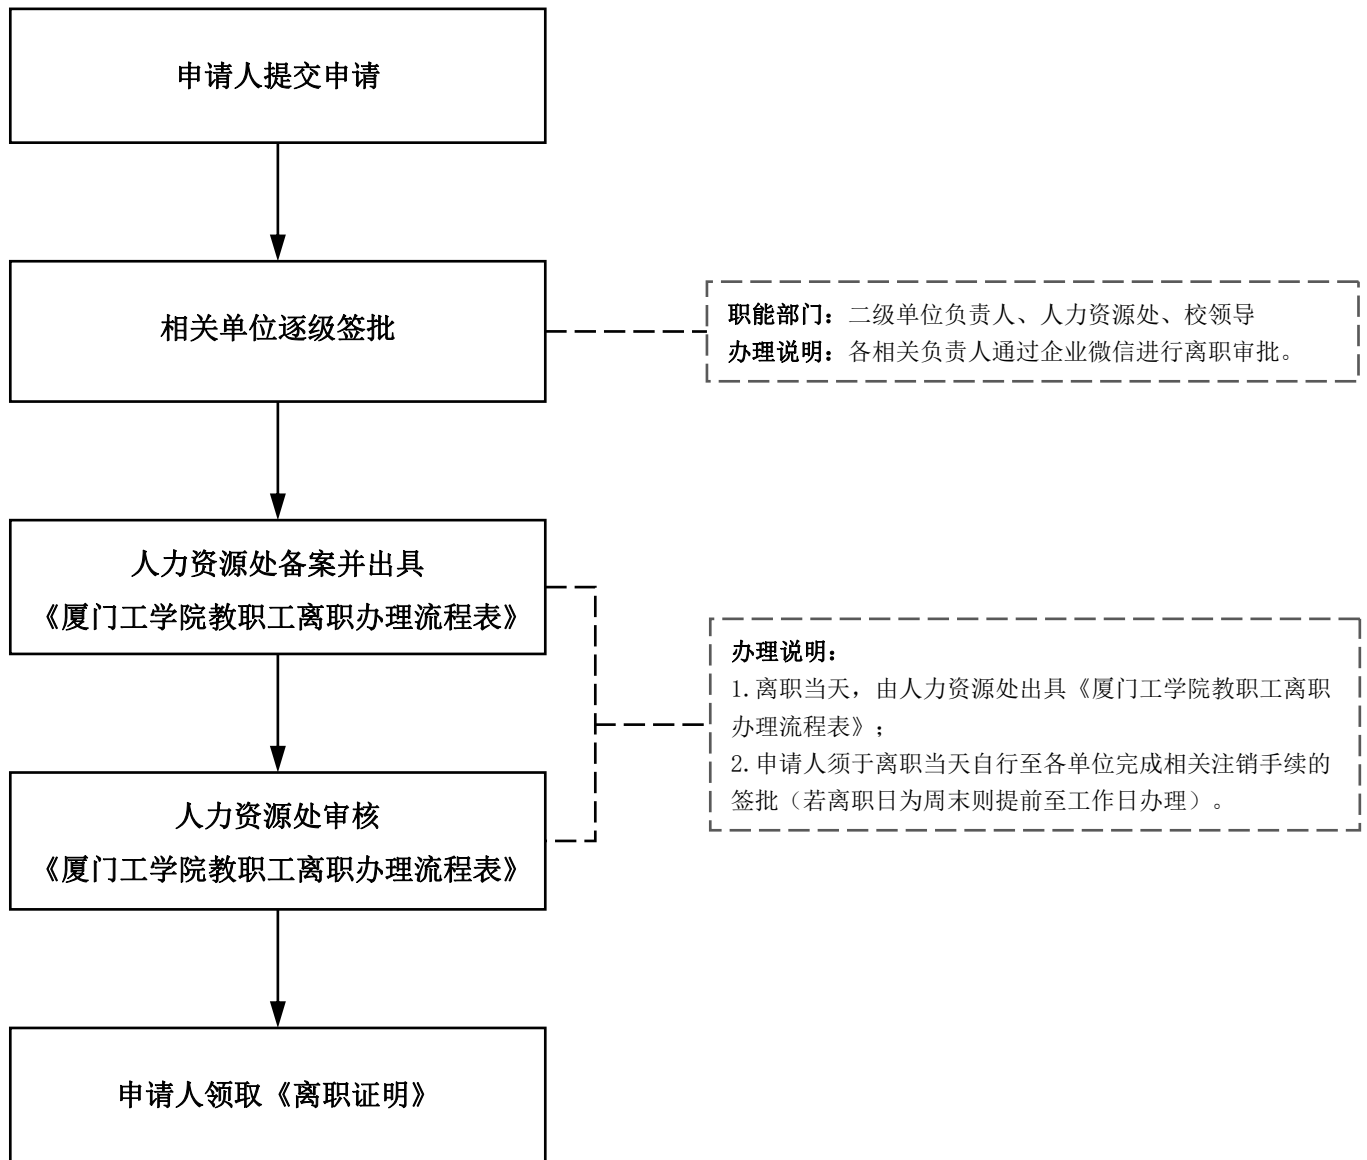 申请人提交申请
相关单位逐级签批
职能部门：二级单位负责人、人力资源处、校领导
办理说明：各相关负责人通过企业微信进行离职审批。
人力资源处备案并出具
《厦门工学院教职工离职办理流程表》
办理说明：
1.离职当天，由人力资源处出具《厦门工学院教职工离职
办理流程表》；
2.申请人须于离职当天自行至各单位完成相关注销手续的
签批（若离职日为周末则提前至工作日办理）。
人力资源处审核
《厦门工学院教职工离职办理流程表》
申请人领取《离职证明》